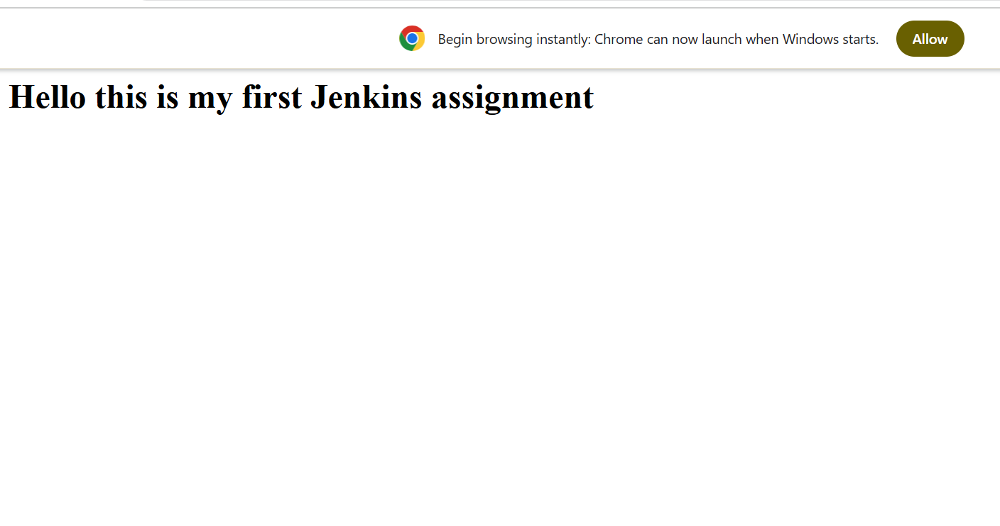 Begin browsing instantly: Chrome can now launch when Windows starts.
Allow
Hello this is my first Jenkins assignment